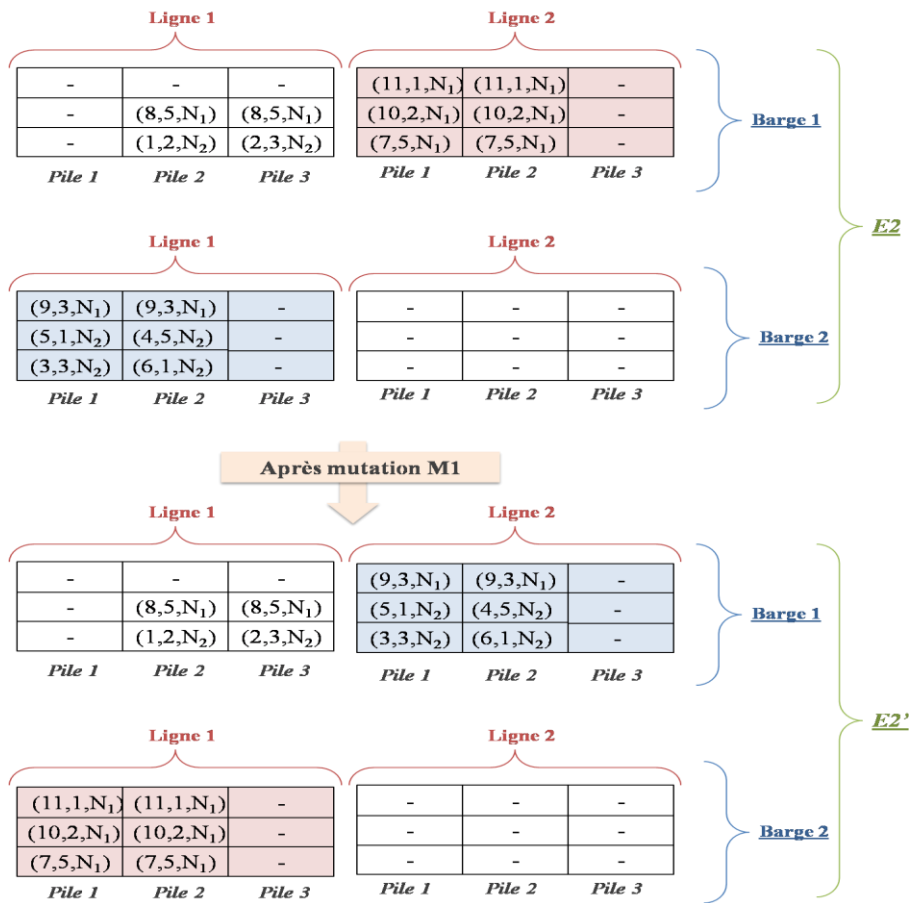 Ligne 1 Ligne 2
- - - (11,1,N₁) (11,1,N₁) -
- (8,5,N₁) (8,5,N₁) (10,2,N₁) (10,2,N₁) -
- (1,2,N₂) (2,3,N₂) (7,5,N₁) (7,5,N₁) -
Pile 1 Pile 2 Pile 3 Pile 1 Pile 2 Pile 3
Barge 1
E2
Ligne 1 Ligne 2
(9,3,N₁) (9,3,N₁) - - - -
(5,1,N₂) (4,5,N₂) - - - -
(3,3,N₂) (6,1,N₂) - - - -
Pile 1 Pile 2 Pile 3 Pile 1 Pile 2 Pile 3
Barge 2
Après mutation M1
Ligne 1 Ligne 2
- - - (9,3,N₁) (9,3,N₁) -
- (8,5,N₁) (8,5,N₁) (5,1,N₂) (4,5,N₂) -
- (1,2,N₂) (2,3,N₂) (3,3,N₂) (6,1,N₂) -
Pile 1 Pile 2 Pile 3 Pile 1 Pile 2 Pile 3
Barge 1
E2’
Ligne 1 Ligne 2
(11,1,N₁) (11,1,N₁) - - - -
(10,2,N₁) (10,2,N₁) - - - -
(7,5,N₁) (7,5,N₁) - - - -
Pile 1 Pile 2 Pile 3 Pile 1 Pile 2 Pile 3
Barge 2